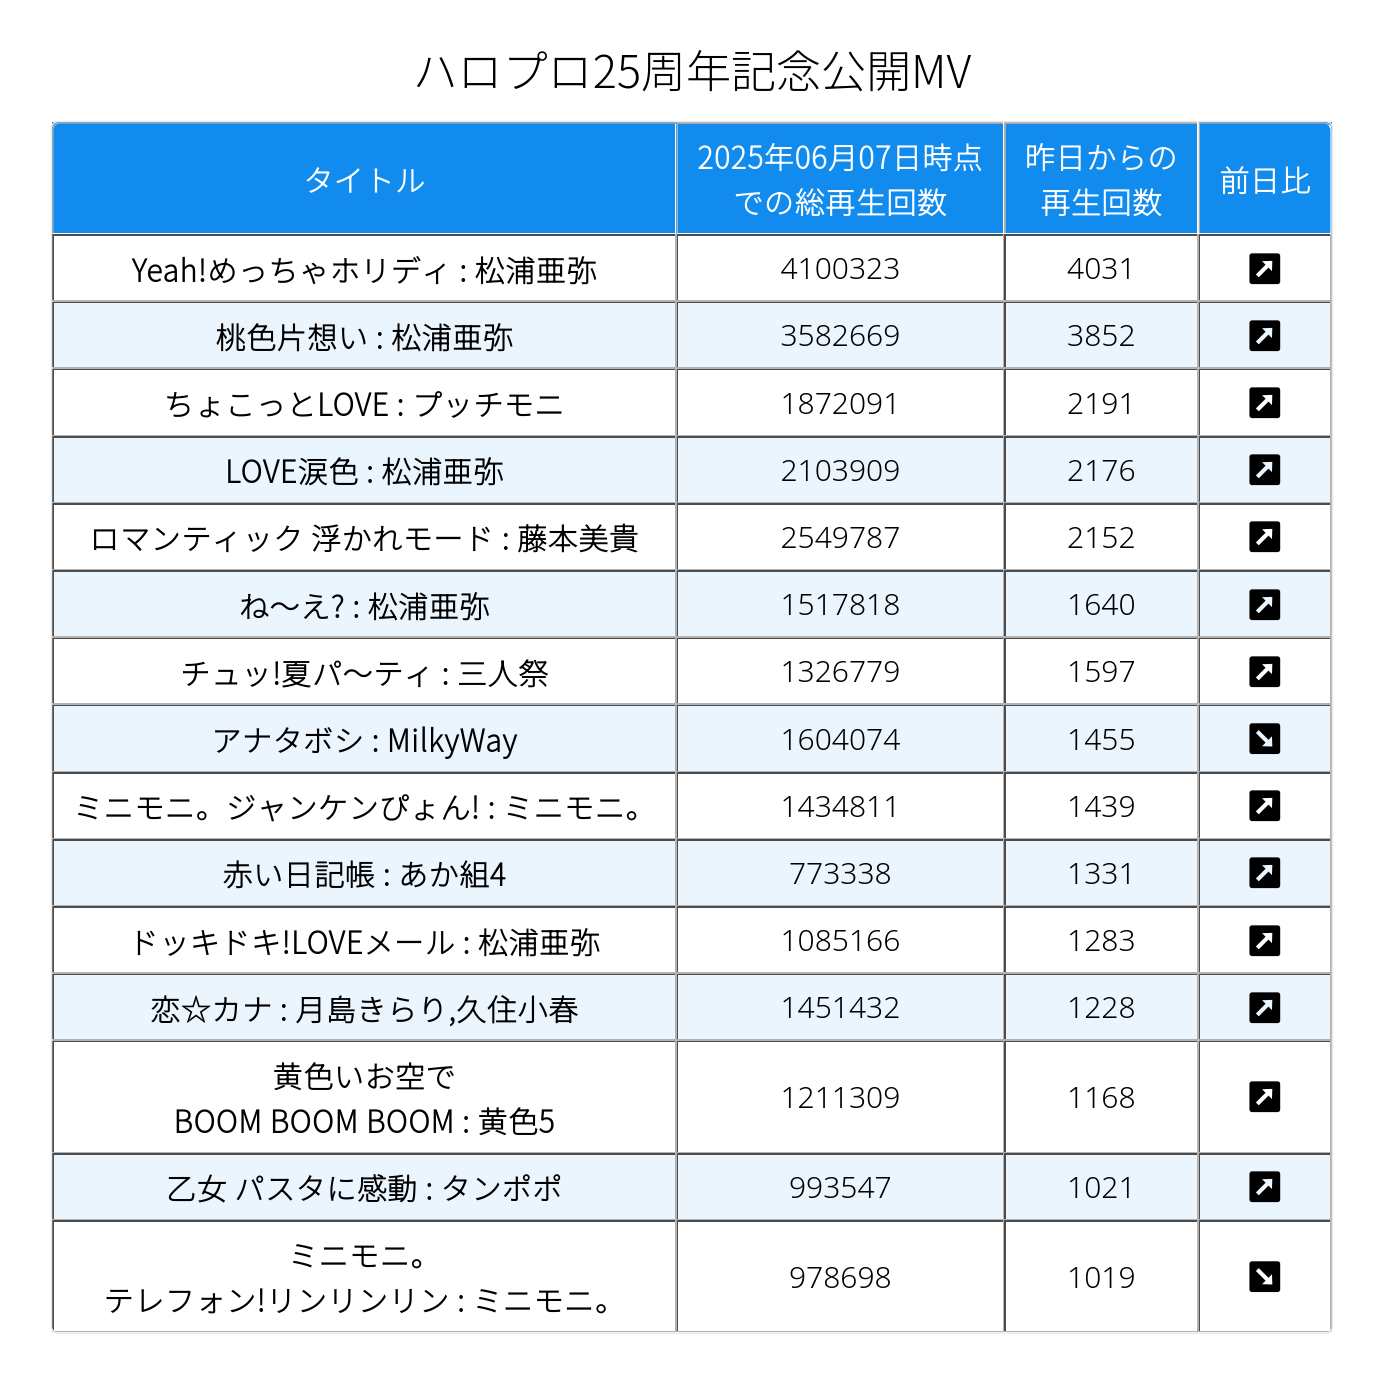 ハロプロ25周年記念公開MV
タイトル
2025年06月07日時点
での総再生回数
昨日からの
再生回数
前日比
Yeah!めっちゃホリディ : 松浦亜弥 4100323 4031
桃色片想い : 松浦亜弥 3582669 3852
ちょこっとLOVE : プッチモニ 1872091 2191
LOVE涙色 : 松浦亜弥 2103909 2176
ロマンティック 浮かれモード : 藤本美貴 2549787 2152
ね～え? : 松浦亜弥 1517818 1640
チュッ!夏パ～ティ : 三人祭 1326779 1597
アナタボシ : MilkyWay 1604074 1455
ミニモニ。ジャンケンぴょん! : ミニモニ。 1434811 1439
赤い日記帳 : あか組4 773338 1331
ドッキドキ!LOVEメール : 松浦亜弥 1085166 1283
恋☆カナ : 月島きらり,久住小春 1451432 1228
黄色いお空で
BOOM BOOM BOOM : 黄色5 1211309 1168
乙女 パスタに感動 : タンポポ 993547 1021
ミニモニ。
テレフォン!リンリンリン : ミニモニ。 978698 1019